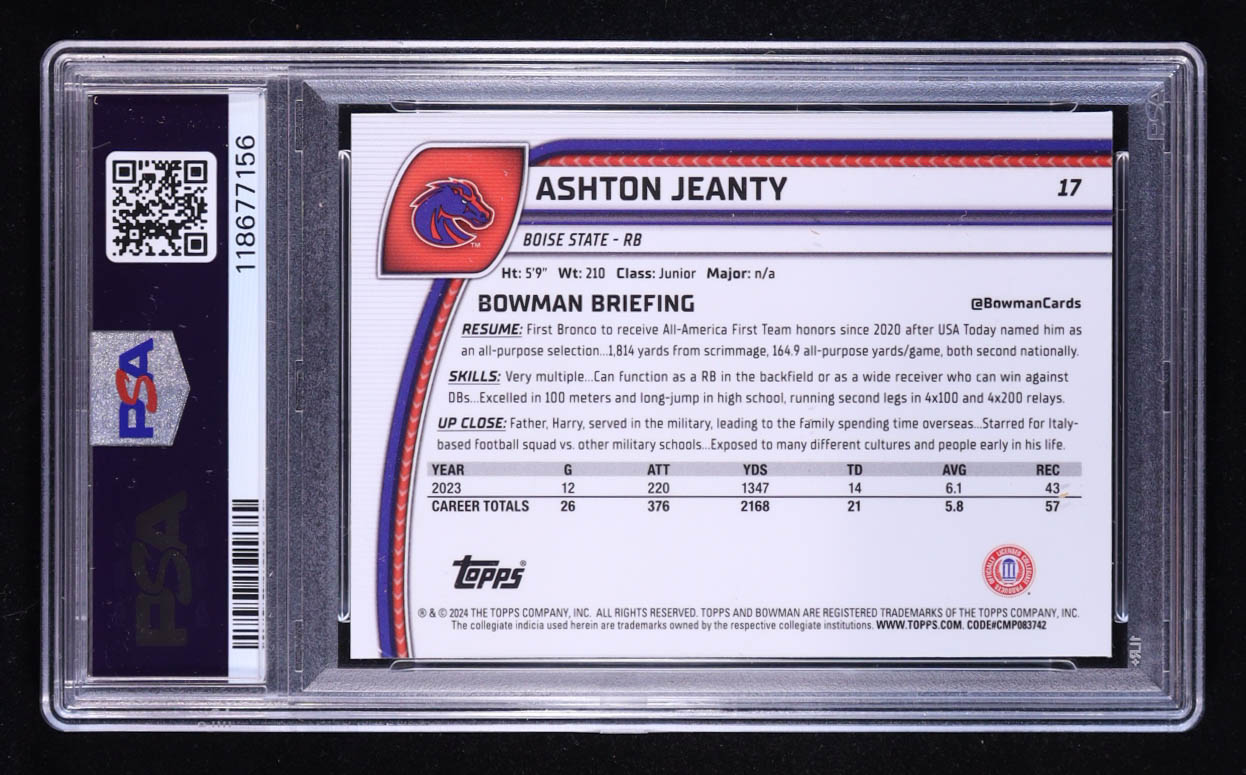 118677156
PSA
PSA
ASHTON JEANTY
17
BOISE STATE - RB
TM
Ht: 5'9" Wt: 210 Class: Junior Major: n/a
BOWMAN BRIEFING
@BowmanCards
RESUME: First Bronco to receive All-America First Team honors since 2020 after USA Today named him as
an all-purpose selection...1,814 yards from scrimmage, 164.9 all-purpose yards/game, both second nationally.
SKILLS: Very multiple...Can function as a RB in the backfield or as a wide receiver who can win against
DBs...Excelled in 100 meters and long-jump in high school, running second legs in 4x100 and 4x200 relays.
UP CLOSE: Father, Harry, served in the military, leading to the family spending time overseas...Starred for Italy-
based football squad vs. other military schools...Exposed to many different cultures and people early in his life.
YEAR G ATT YDS TD AVG REC
2023 12 220 1347 14 6.1 43
CAREER TOTALS 26 376 2168 21 5.8 57
Topps
OFFICIALLY LICENSED COLLEGIATE PRODUCTS
® & © 2024 THE TOPPS COMPANY, INC. ALL RIGHTS RESERVED. TOPPS AND BOWMAN ARE REGISTERED TRADEMARKS OF THE TOPPS COMPANY, INC.
The collegiate indicia used herein are trademarks owned by the respective collegiate institutions. WWW.TOPPS.COM. CODE#CMP083742
PSA